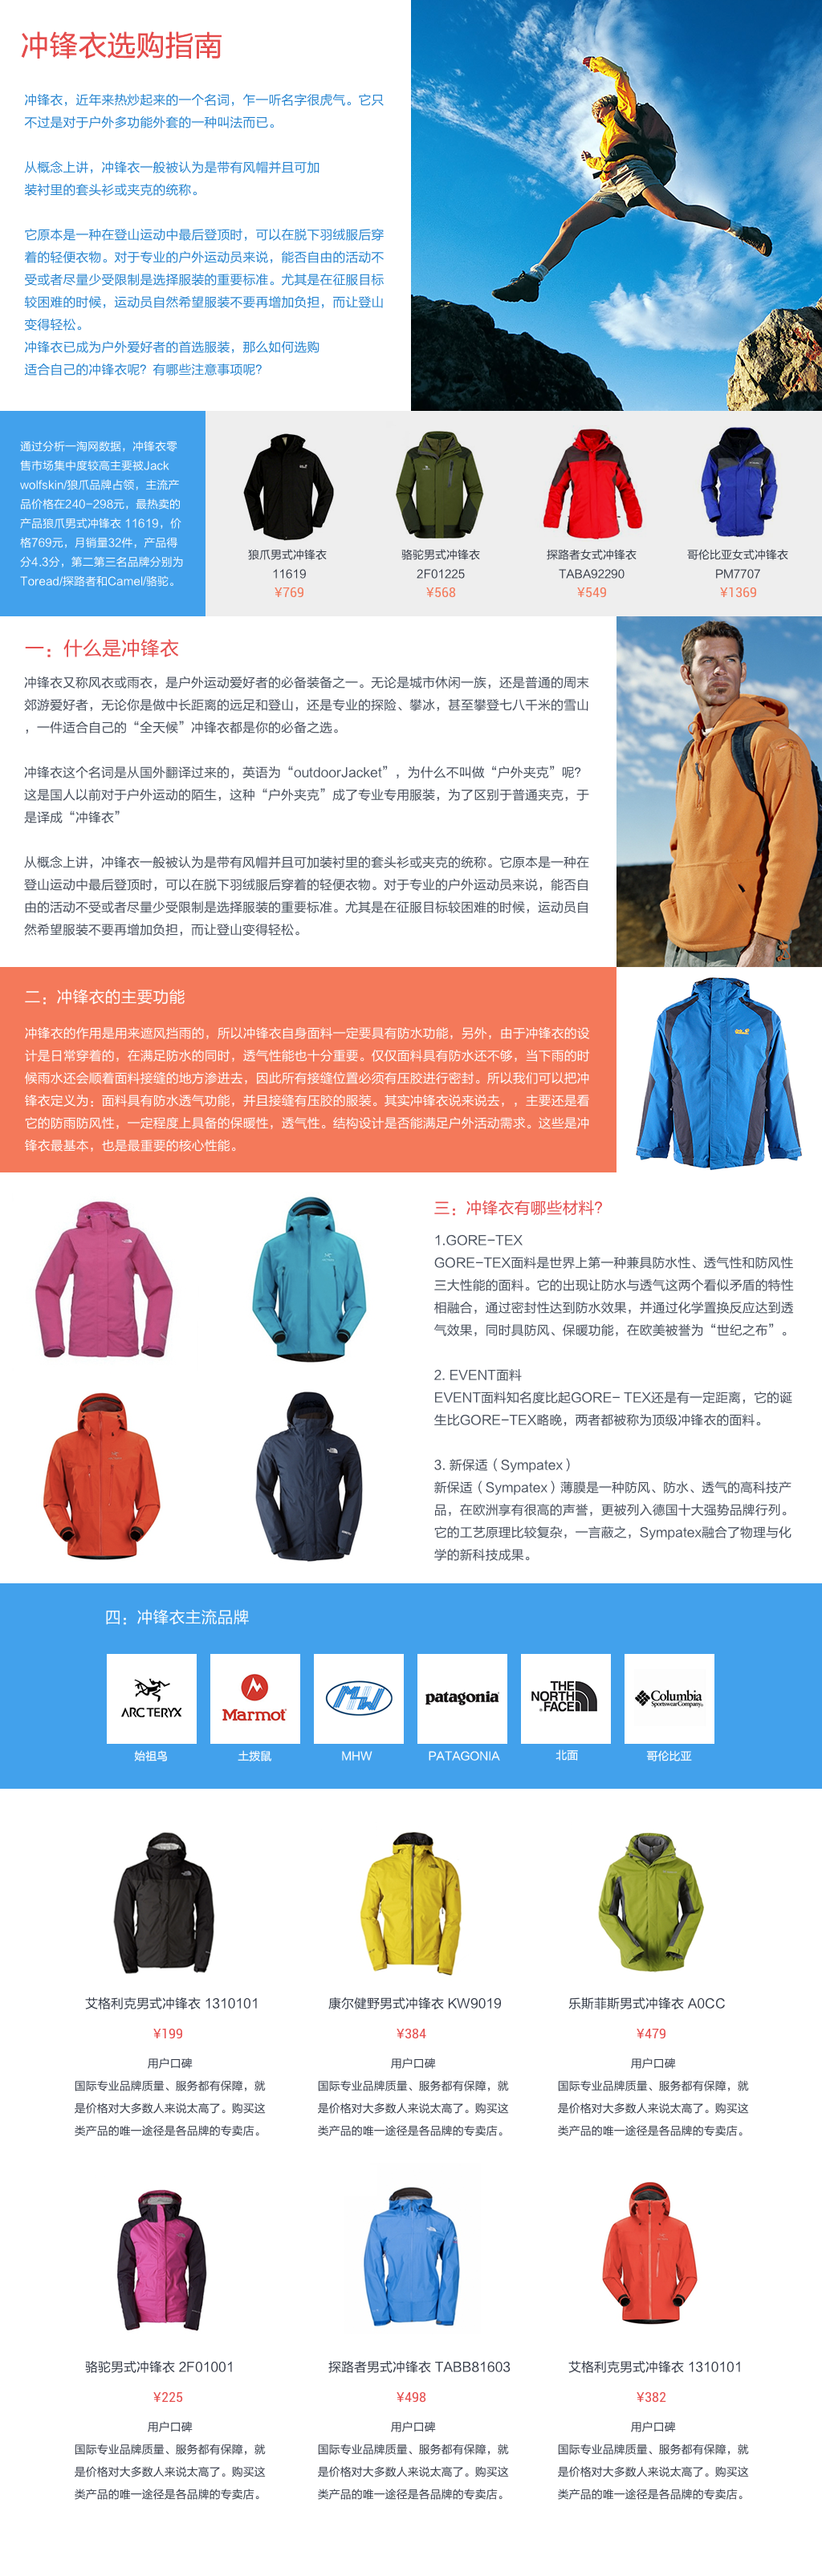 冲锋衣选购指南
冲锋衣，近年来热炒起来的一个名词，乍一听名字很虎气。它只
不过是对于户外多功能外套的一种叫法而已。
从概念上讲，冲锋衣一般被认为是带有风帽并且可加
装衬里的套头衫或夹克的统称。
它原本是一种在登山运动中最后登顶时，可以在脱下羽绒服后穿
着的轻便衣物。对于专业的户外运动员来说，能否自由的活动不
受或者尽量少受限制是选择服装的重要标准。尤其是在征服目标
较困难的时候，运动员自然希望服装不要再增加负担，而让登山
变得轻松。
冲锋衣已成为户外爱好者的首选服装，那么如何选购
适合自己的冲锋衣呢？有哪些注意事项呢？
通过分析一淘网数据，冲锋衣零
售市场集中度较高主要被Jack
wolfskin/狼爪品牌占领，主流产
品价格在240-298元，最热卖的
产品狼爪男式冲锋衣 11619，价
格769元，月销量32件，产品得
分4.3分，第二第三名品牌分别为
Toread/探路者和Camel/骆驼。
狼爪男式冲锋衣
11619
¥769
骆驼男式冲锋衣
2F01225
¥568
探路者女式冲锋衣
TABA92290
¥549
哥伦比亚女式冲锋衣
PM7707
¥1369
一：什么是冲锋衣
冲锋衣又称风衣或雨衣，是户外运动爱好者的必备装备之一。无论是城市休闲一族，还是普通的周末
郊游爱好者，无论你是做中长距离的远足和登山，还是专业的探险、攀冰，甚至攀登七八千米的雪山
，一件适合自己的“全天候”冲锋衣都是你的必备之选。
冲锋衣这个名词是从国外翻译过来的，英语为“outdoorJacket”，为什么不叫做“户外夹克”呢？
这是国人以前对于户外运动的陌生，这种“户外夹克”成了专业专用服装，为了区别于普通夹克，于
是译成“冲锋衣”
从概念上讲，冲锋衣一般被认为是带有风帽并且可加装衬里的套头衫或夹克的统称。它原本是一种在
登山运动中最后登顶时，可以在脱下羽绒服后穿着的轻便衣物。对于专业的户外运动员来说，能否自
由的活动不受或者尽量少受限制是选择服装的重要标准。尤其是在征服目标较困难的时候，运动员自
然希望服装不要再增加负担，而让登山变得轻松。
二：冲锋衣的主要功能
冲锋衣的作用是用来遮风挡雨的，所以冲锋衣自身面料一定要具有防水功能，另外，由于冲锋衣的设
计是日常穿着的，在满足防水的同时，透气性能也十分重要。仅仅面料具有防水还不够，当下雨的时
候雨水还会顺着面料接缝的地方渗进去，因此所有接缝位置必须有压胶进行密封。所以我们可以把冲
锋衣定义为：面料具有防水透气功能，并且接缝有压胶的服装。其实冲锋衣说来说去，，主要还是看
它的防雨防风性，一定程度上具备的保暖性，透气性。结构设计是否能满足户外活动需求。这些是冲
锋衣最基本，也是最重要的核心性能。
三：冲锋衣有哪些材料？
1.GORE-TEX
GORE-TEX面料是世界上第一种兼具防水性、透气性和防风性
三大性能的面料。它的出现让防水与透气这两个看似矛盾的特性
相融合，通过密封性达到防水效果，并通过化学置换反应达到透
气效果，同时具防风、保暖功能，在欧美被誉为“世纪之布”。
2. EVENT面料
EVENT面料知名度比起GORE- TEX还是有一定距离，它的诞
生比GORE-TEX略晚，两者都被称为顶级冲锋衣的面料。
3. 新保适（Sympatex）
新保适（Sympatex）薄膜是一种防风、防水、透气的高科技产
品，在欧洲享有很高的声誉，更被列入德国十大强势品牌行列。
它的工艺原理比较复杂，一言蔽之，Sympatex融合了物理与化
学的新科技成果。
四：冲锋衣主流品牌
ARC TERYX
Marmot
MHW
patagonia
THE
NORTH
FACE
Columbia
Sportswear Company
始祖鸟
土拨鼠
MHW
PATAGONIA
北面
哥伦比亚
艾格利克男式冲锋衣 1310101
¥199
用户口碑
国际专业品牌质量、服务都有保障，就
是价格对大多数人来说太高了。购买这
类产品的唯一途径是各品牌的专卖店。
康尔健野男式冲锋衣 KW9019
¥384
用户口碑
国际专业品牌质量、服务都有保障，就
是价格对大多数人来说太高了。购买这
类产品的唯一途径是各品牌的专卖店。
乐斯菲斯男式冲锋衣 A0CC
¥479
用户口碑
国际专业品牌质量、服务都有保障，就
是价格对大多数人来说太高了。购买这
类产品的唯一途径是各品牌的专卖店。
骆驼男式冲锋衣 2F01001
¥225
用户口碑
国际专业品牌质量、服务都有保障，就
是价格对大多数人来说太高了。购买这
类产品的唯一途径是各品牌的专卖店。
探路者男式冲锋衣 TABB81603
¥498
用户口碑
国际专业品牌质量、服务都有保障，就
是价格对大多数人来说太高了。购买这
类产品的唯一途径是各品牌的专卖店。
艾格利克男式冲锋衣 1310101
¥382
用户口碑
国际专业品牌质量、服务都有保障，就
是价格对大多数人来说太高了。购买这
类产品的唯一途径是各品牌的专卖店。